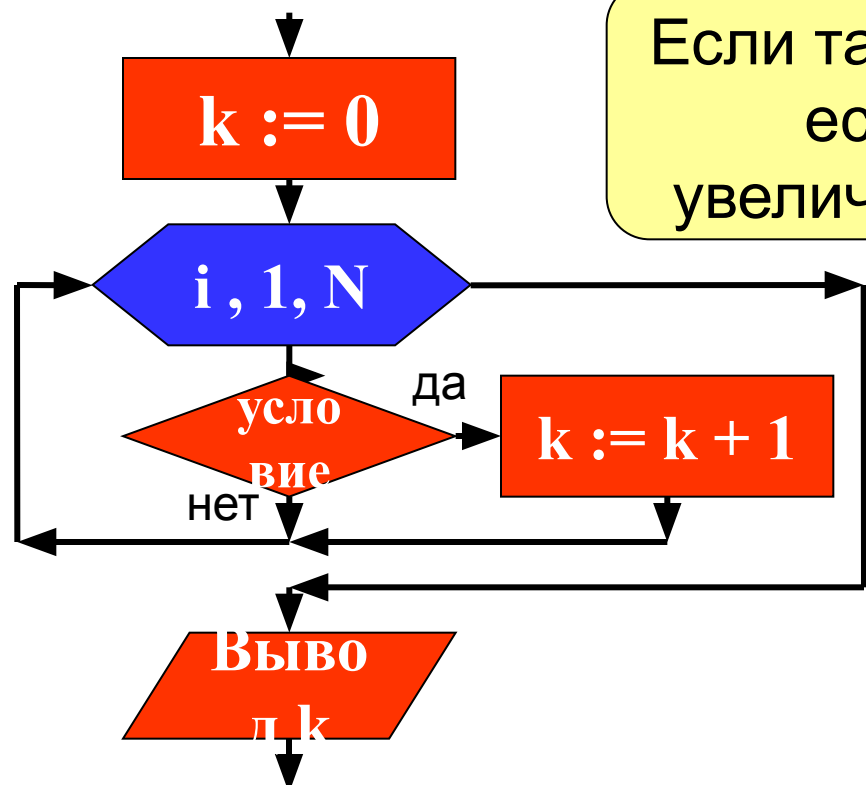 k := 0
Если та
ес
увелич
i , 1, N
усло
вие
да
k := k + 1
нет
Выво
д k